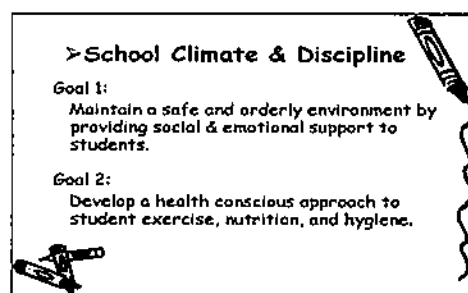 ➢School Climate & Discipline
Goal 1:
Maintain a safe and orderly environment by
providing social & emotional support to
students.
Goal 2:
Develop a health conscious approach to
student exercise, nutrition, and hygiene.